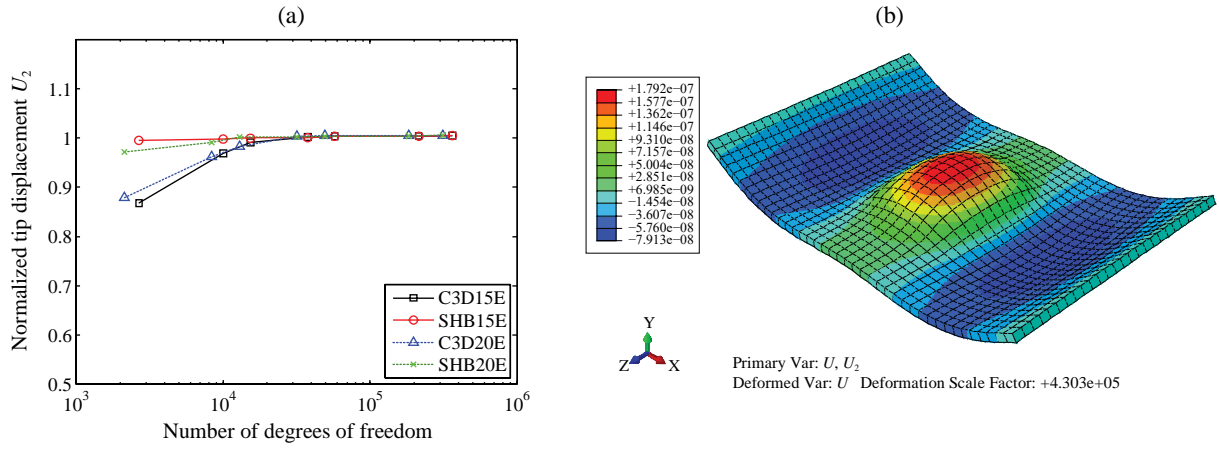 (a)
Normalized tip displacement U2
1.1
1
0.9
0.8
0.7
0.6
0.5
10^3
10^4
10^5
10^6
Number of degrees of freedom
C3D15E
SHB15E
C3D20E
SHB20E
(b)
+1.792e−07
+1.577e−07
+1.362e−07
+1.146e−07
+9.310e−08
+7.157e−08
+5.004e−08
+2.851e−08
+6.985e−09
−1.454e−08
−3.607e−08
−5.760e−08
−7.913e−08
Y
Z
X
Primary Var: U, U2
Deformed Var: U Deformation Scale Factor: +4.303e+05